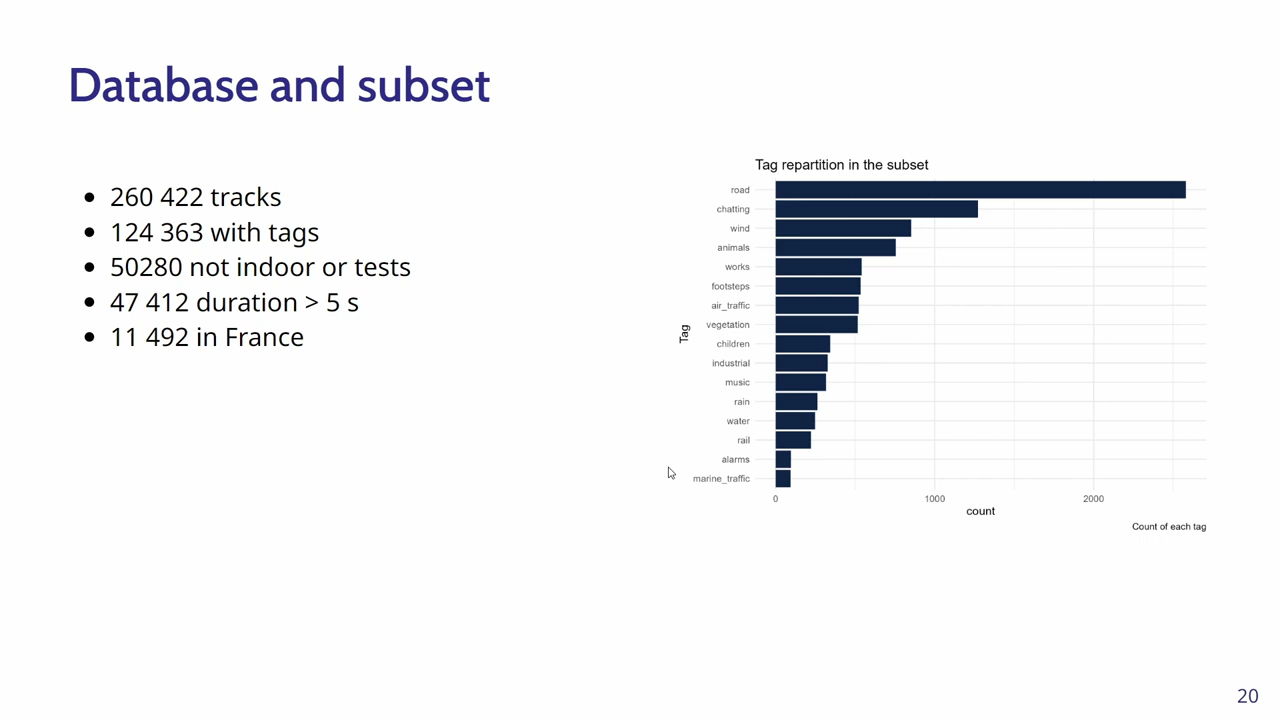 Database and subset
• 260 422 tracks
• 124 363 with tags
• 50280 not indoor or tests
• 47 412 duration > 5 s
• 11 492 in France
Tag repartition in the subset
road
chatting
wind
animals
works
footsteps
air_traffic
vegetation
children
industrial
music
rain
water
rail
alarms
marine_traffic
Tag
0 1000 2000
count
Count of each tag
20